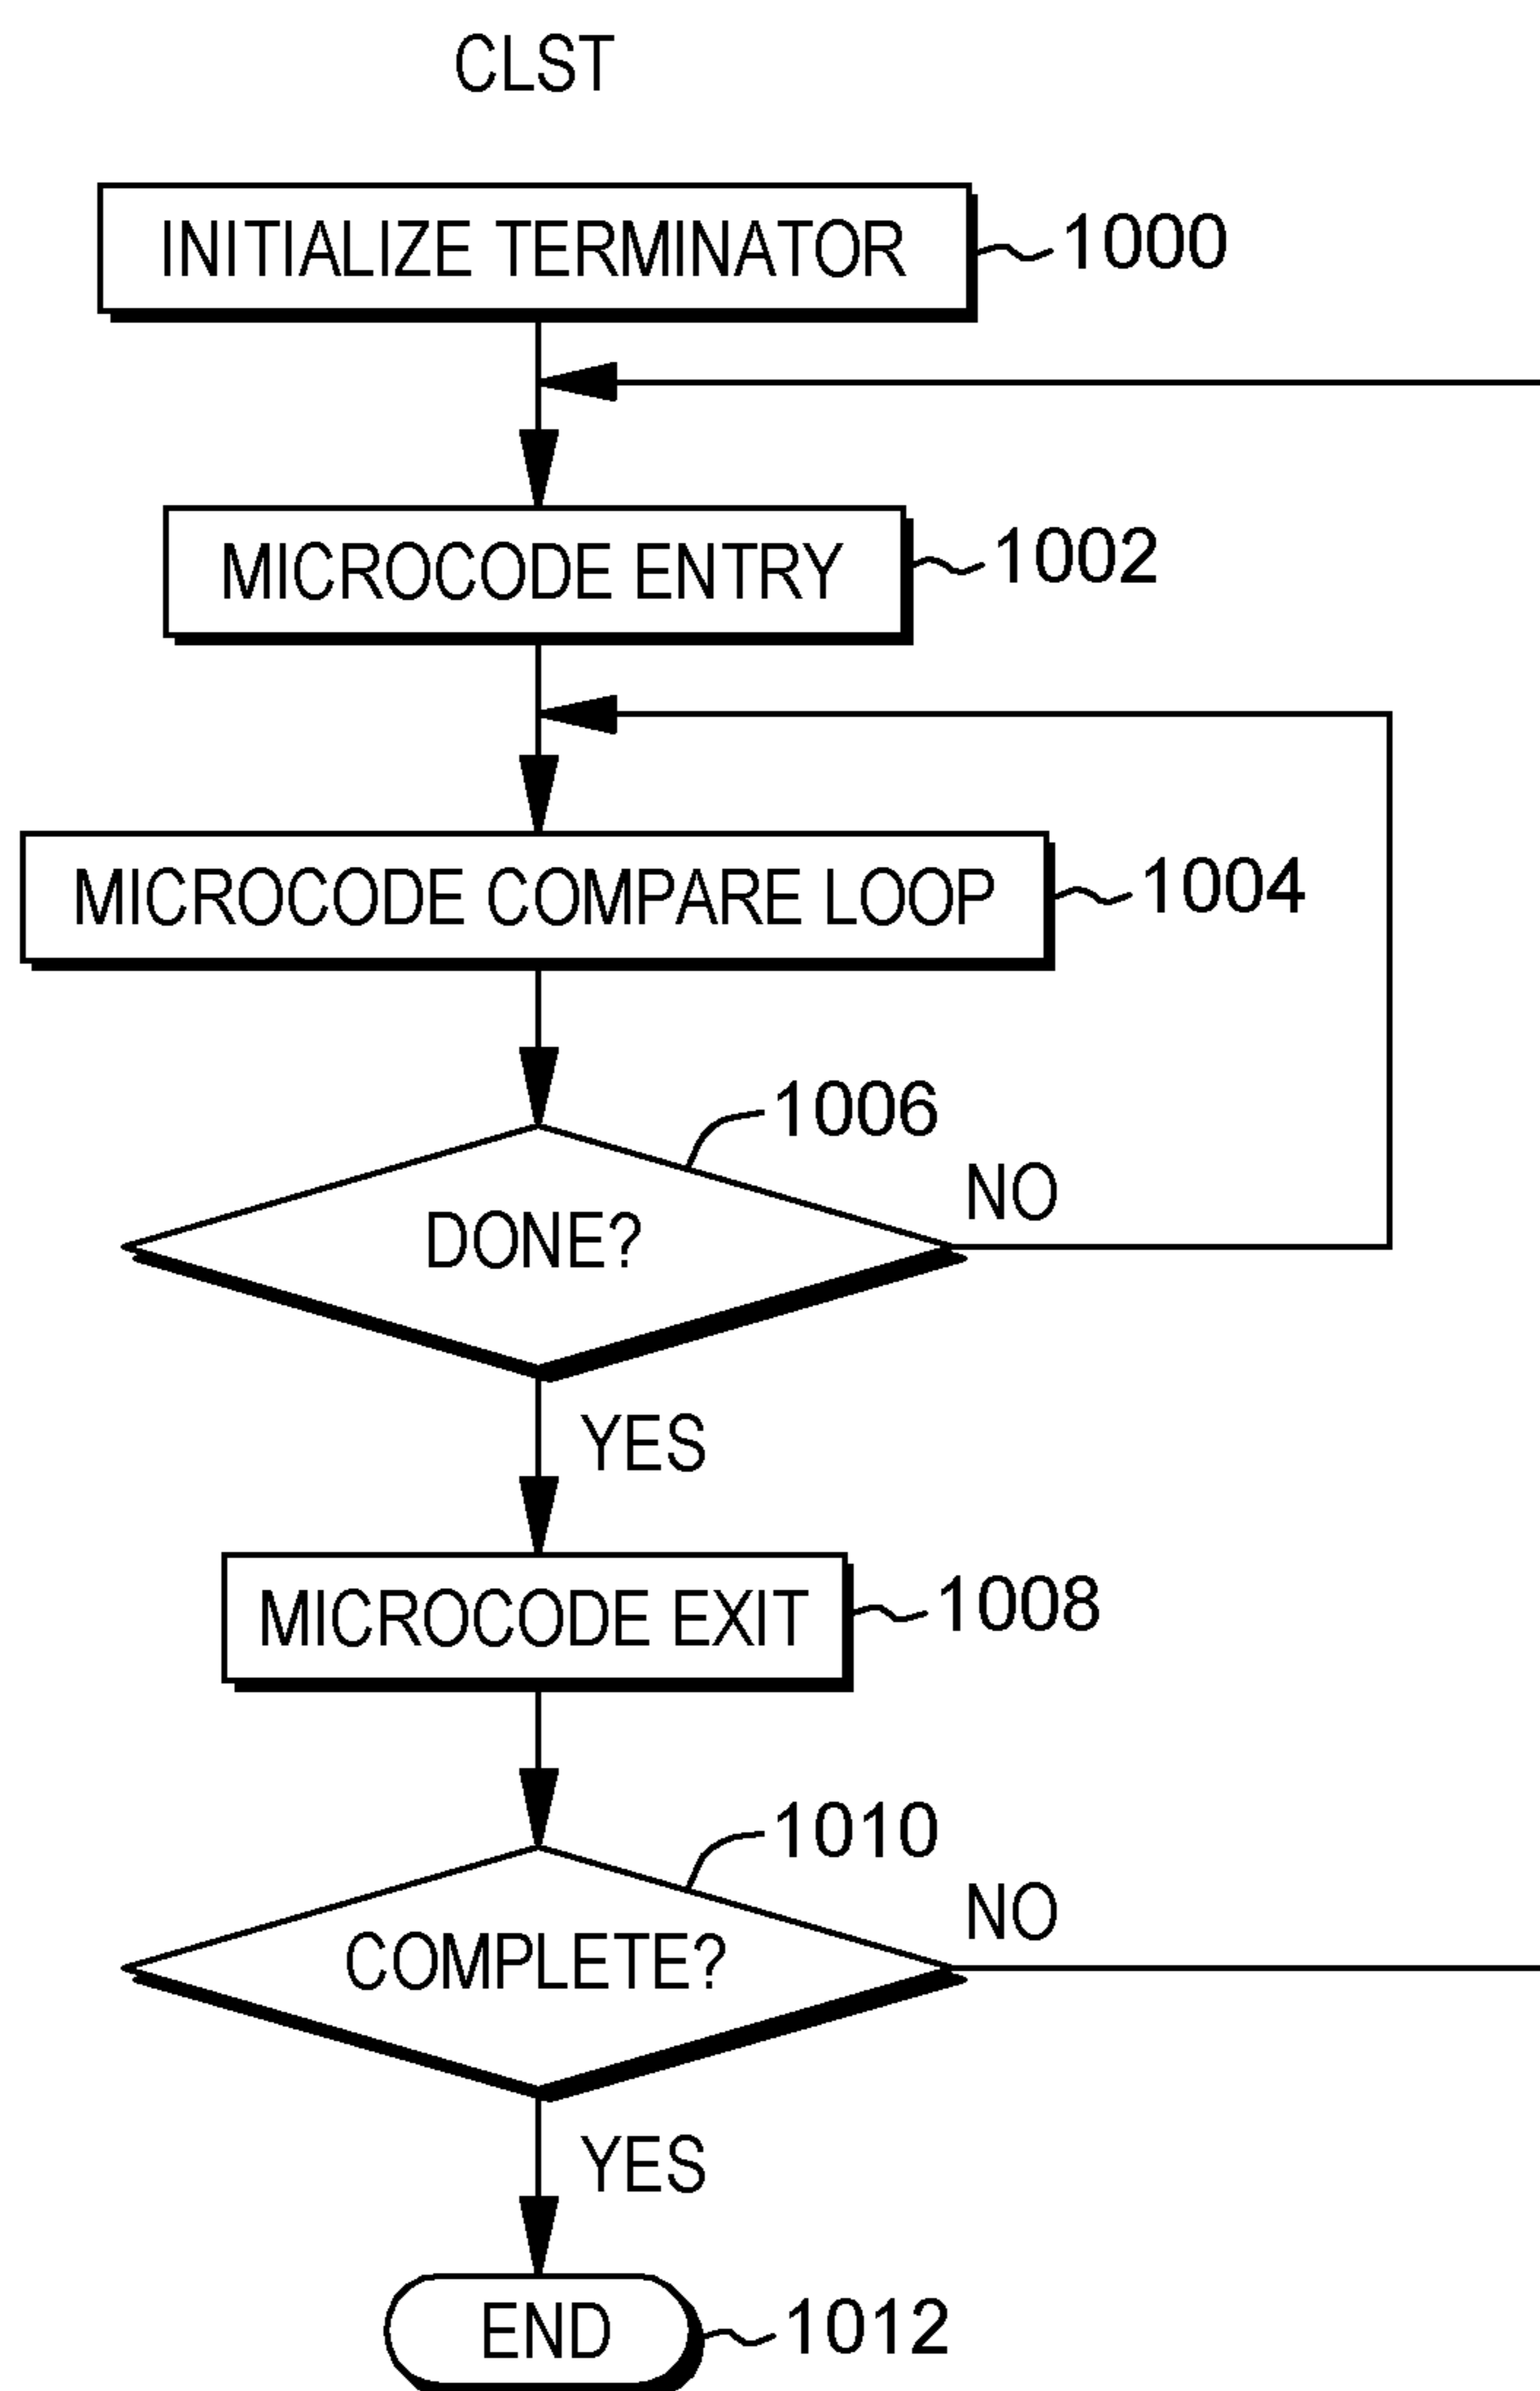 CLST
INITIALIZE TERMINATOR
1000
MICROCODE ENTRY
1002
MICROCODE COMPARE LOOP
1004
1006
DONE?
NO
YES
MICROCODE EXIT
1008
1010
COMPLETE?
NO
YES
END
1012